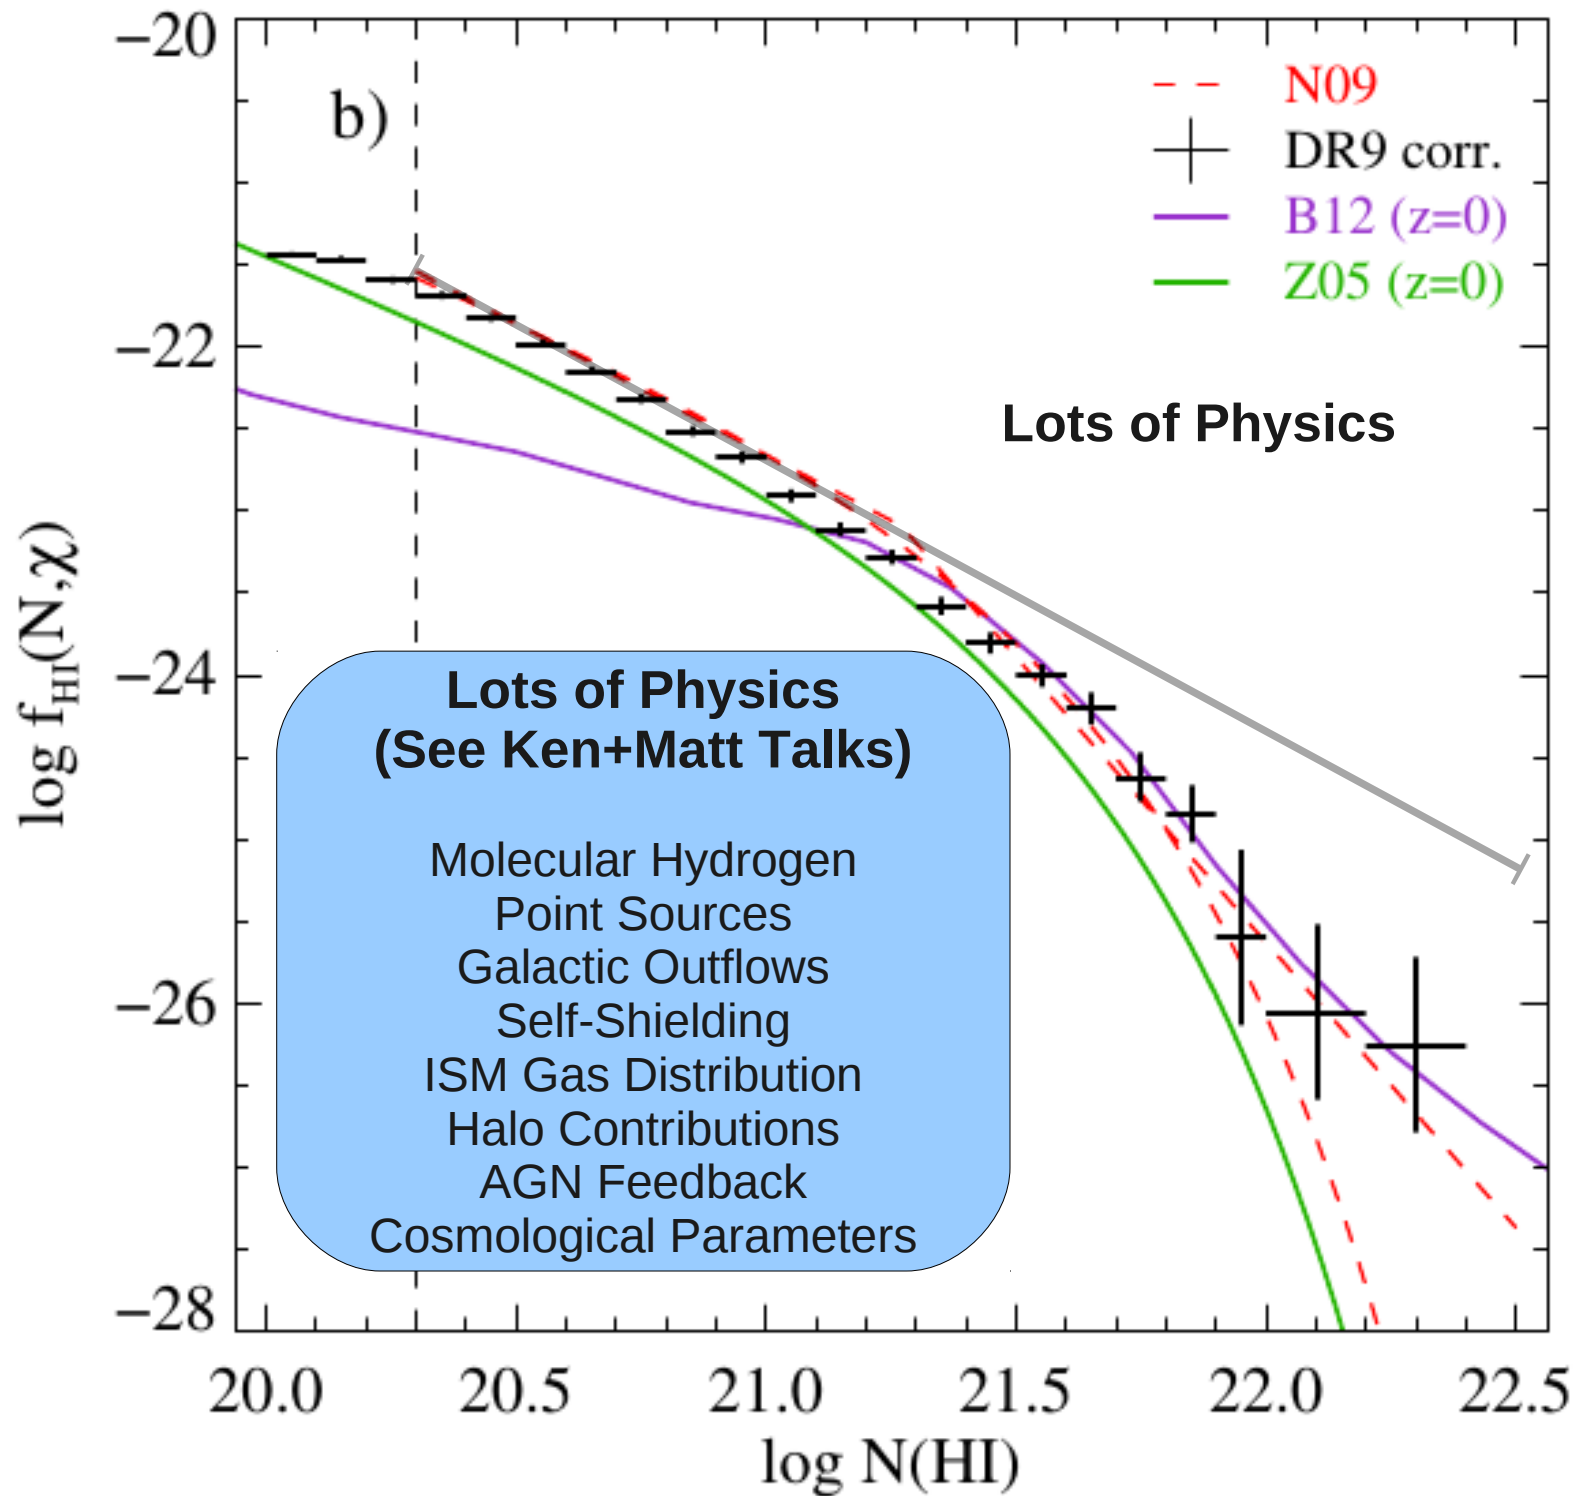 b)
N09
DR9 corr.
B12 (z=0)
Z05 (z=0)
Lots of Physics
Lots of Physics
(See Ken+Matt Talks)
Molecular Hydrogen
Point Sources
Galactic Outflows
Self-Shielding
ISM Gas Distribution
Halo Contributions
AGN Feedback
Cosmological Parameters
log f_HI(N,χ)
−20
−22
−24
−26
−28
20.0 20.5 21.0 21.5 22.0 22.5
log N(HI)